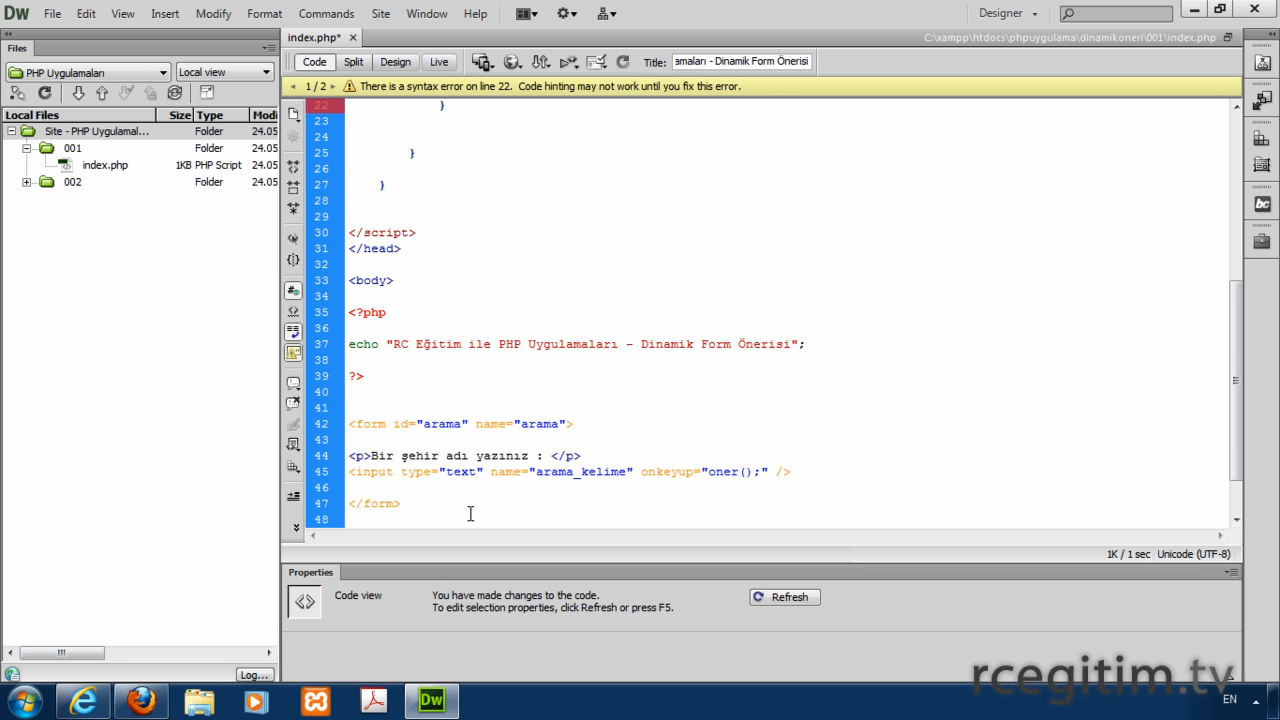 DW File Edit View Insert Modify Format Commands Site Window Help Designer
Files index.php* × C:\xampp\htdocs\phpuygulama\dinamikoneri\001\index.php
PHP Uygulamaları Local view Code Split Design Live Title: :maları - Dinamik Form Önerisi
1 / 2 There is a syntax error on line 22. Code hinting may not work until you fix this error.
Local Files Size Type Modi
Site - PHP Uygulamal... Folder 24.05
001 Folder 24.05
index.php 1KB PHP Script 24.05
002 Folder 24.05
22 }
23
24
25 }
26
27 }
28
29
30 </script>
31 </head>
32
33 <body>
34
35 <?php
36
37 echo "RC Eğitim ile PHP Uygulamaları - Dinamik Form Önerisi";
38
39 ?>
40
41
42 <form id="arama" name="arama">
43
44 <p>Bir şehir adı yazınız : </p>
45 <input type="text" name="arama_kelime" onkeyup="oner();" />
46
47 </form>
48
1K / 1 sec Unicode (UTF-8)
Properties
Code view You have made changes to the code. Refresh
To edit selection properties, click Refresh or press F5.
Log...
rcegitim.tv
Dw EN